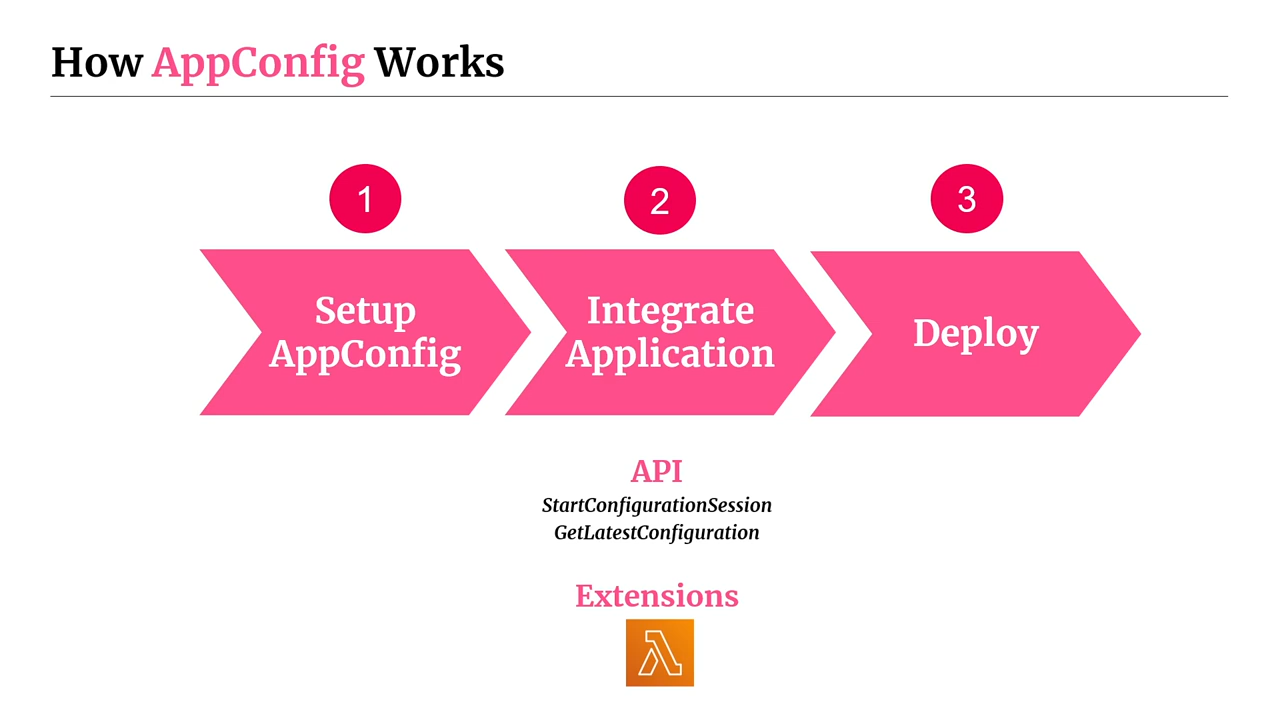 How AppConfig Works
1
2
3
Setup
AppConfig
Integrate
Application
Deploy
API
StartConfigurationSession
GetLatestConfiguration
Extensions